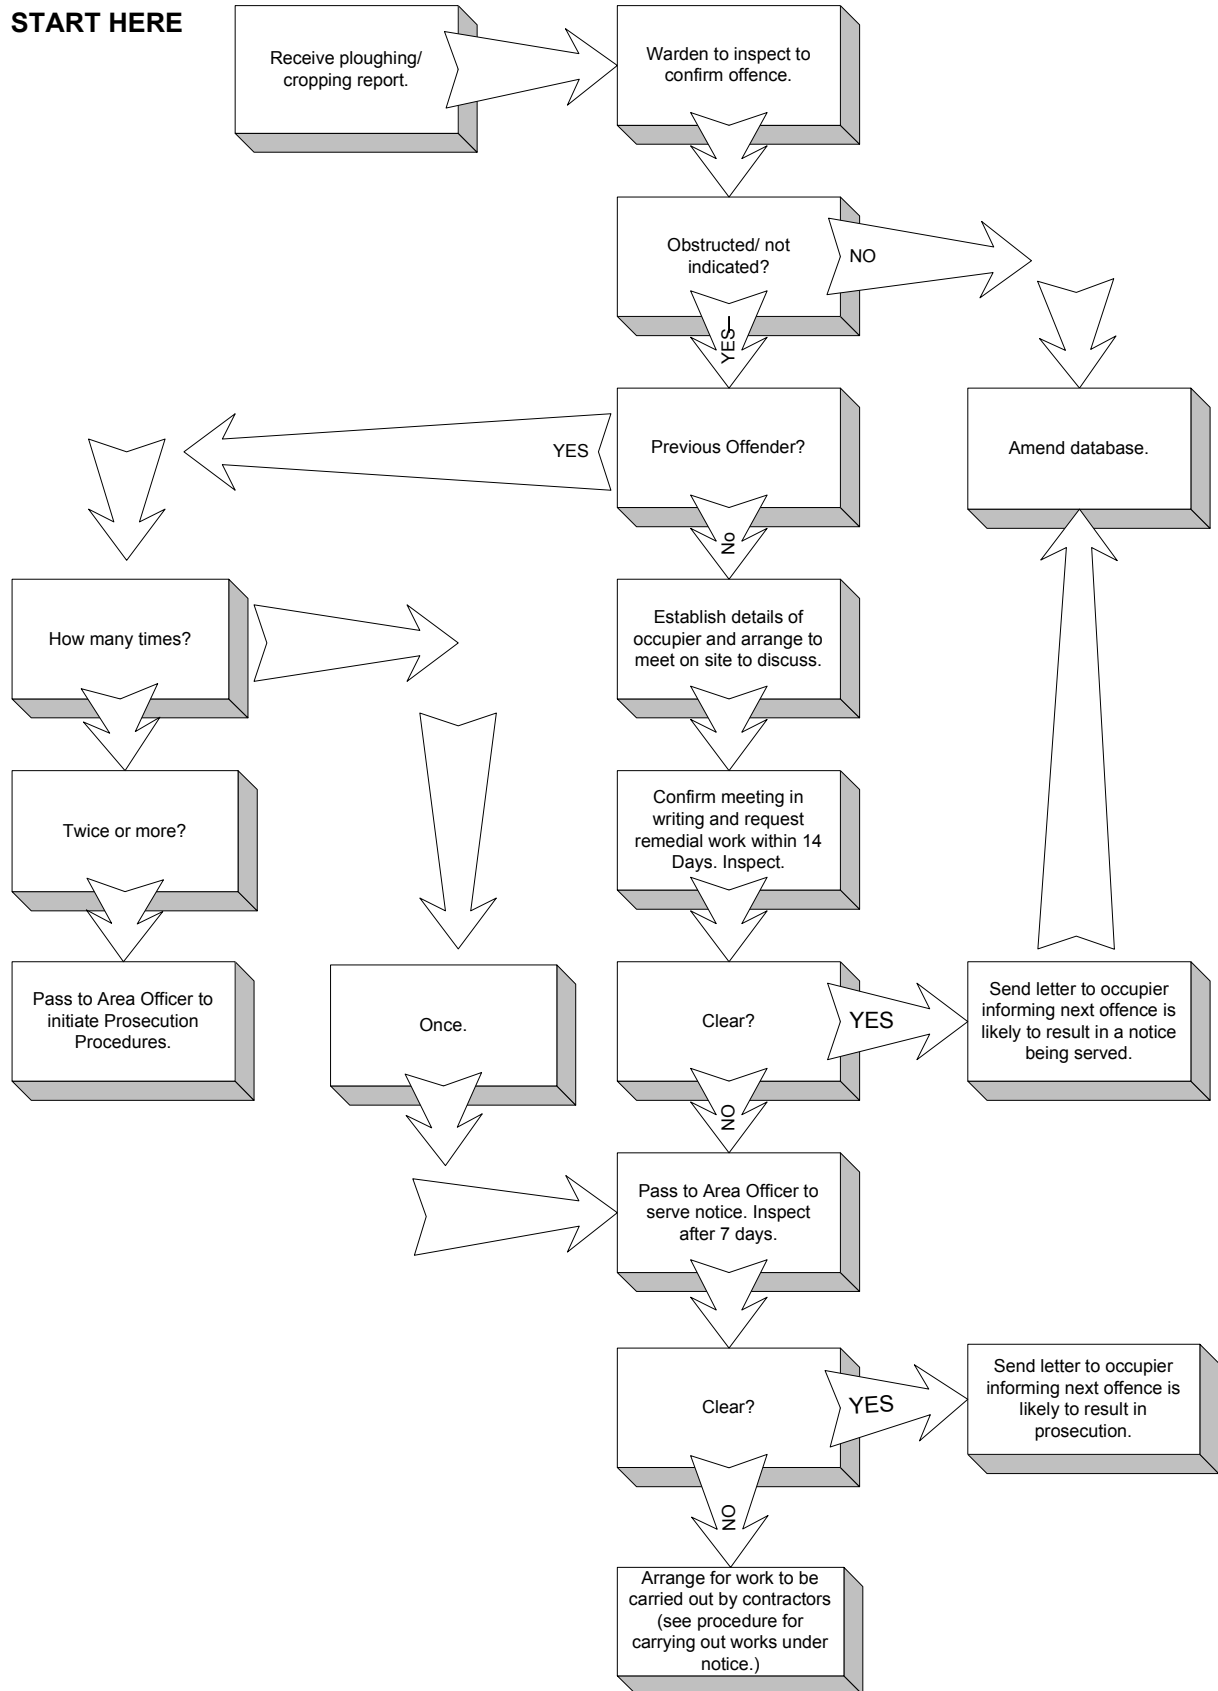 START HERE
Receive ploughing/
cropping report.
Warden to inspect to
confirm offence.
Obstructed/ not
indicated?
NO
YES
Previous Offender?
YES
Amend database.
No
How many times?
Establish details of
occupier and arrange to
meet on site to discuss.
Twice or more?
Confirm meeting in
writing and request
remedial work within 14
Days. Inspect.
Pass to Area Officer to
initiate Prosecution
Procedures.
Once.
Clear?
YES
Send letter to occupier
informing next offence is
likely to result in a notice
being served.
NO
Pass to Area Officer to
serve notice. Inspect
after 7 days.
Clear?
YES
Send letter to occupier
informing next offence is
likely to result in
prosecution.
NO
Arrange for work to be
carried out by contractors
(see procedure for
carrying out works under
notice.)